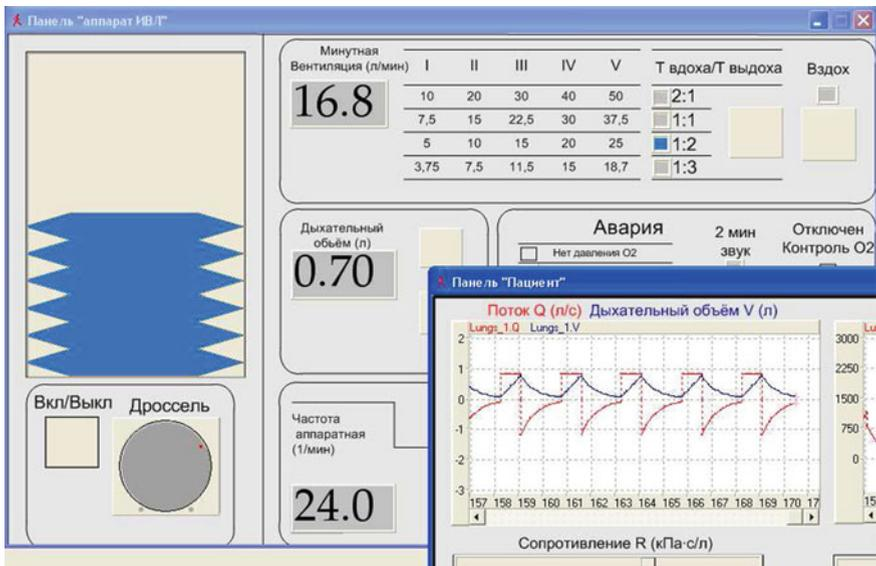 Панель "аппарат ИВЛ"
Минутная
Вентиляция (л/мин)
16.8
I II III IV V Т вдоха/Т выдоха Вздох
10 20 30 40 50 2:1
7,5 15 22,5 30 37,5 1:1
5 10 15 20 25 1:2
3,75 7,5 11,5 15 18,7 1:3
Дыхательный
обьём (л)
0.70
Авария
Нет давления О2
2 мин
звук
Отключен
Контроль О2
Вкл/Выкл Дроссель
Частота
аппаратная
(1/мин)
24.0
Панель "Пациент"
Поток Q (л/с) Дыхательный объём V (л)
Lungs_1.Q Lungs_1.V
2
1
0
-1
-2
-3
157 158 159 160 161 162 163 164 165 166 167 168 169 170 17
Lu
3000
2250
1500
750
0
15
Сопротивление R (кПа·с/л)